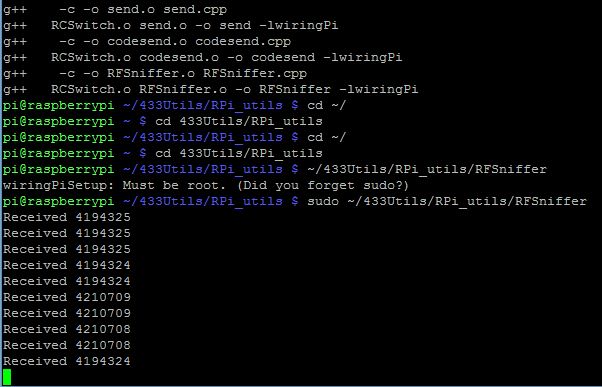 g++    -c -o send.o send.cpp
g++   RCSwitch.o send.o -o send -lwiringPi
g++    -c -o codesend.o codesend.cpp
g++   RCSwitch.o codesend.o -o codesend -lwiringPi
g++    -c -o RFSniffer.o RFSniffer.cpp
g++   RCSwitch.o RFSniffer.o -o RFSniffer -lwiringPi
pi@raspberrypi ~/433Utils/RPi_utils $ cd ~/
pi@raspberrypi ~ $ cd 433Utils/RPi_utils
pi@raspberrypi ~/433Utils/RPi_utils $ cd ~/
pi@raspberrypi ~ $ cd 433Utils/RPi_utils
pi@raspberrypi ~/433Utils/RPi_utils $ ~/433Utils/RPi_utils/RFSniffer
wiringPiSetup: Must be root. (Did you forget sudo?)
pi@raspberrypi ~/433Utils/RPi_utils $ sudo ~/433Utils/RPi_utils/RFSniffer
Received 4194325
Received 4194325
Received 4194325
Received 4194324
Received 4194324
Received 4210709
Received 4210709
Received 4210708
Received 4210708
Received 4194324